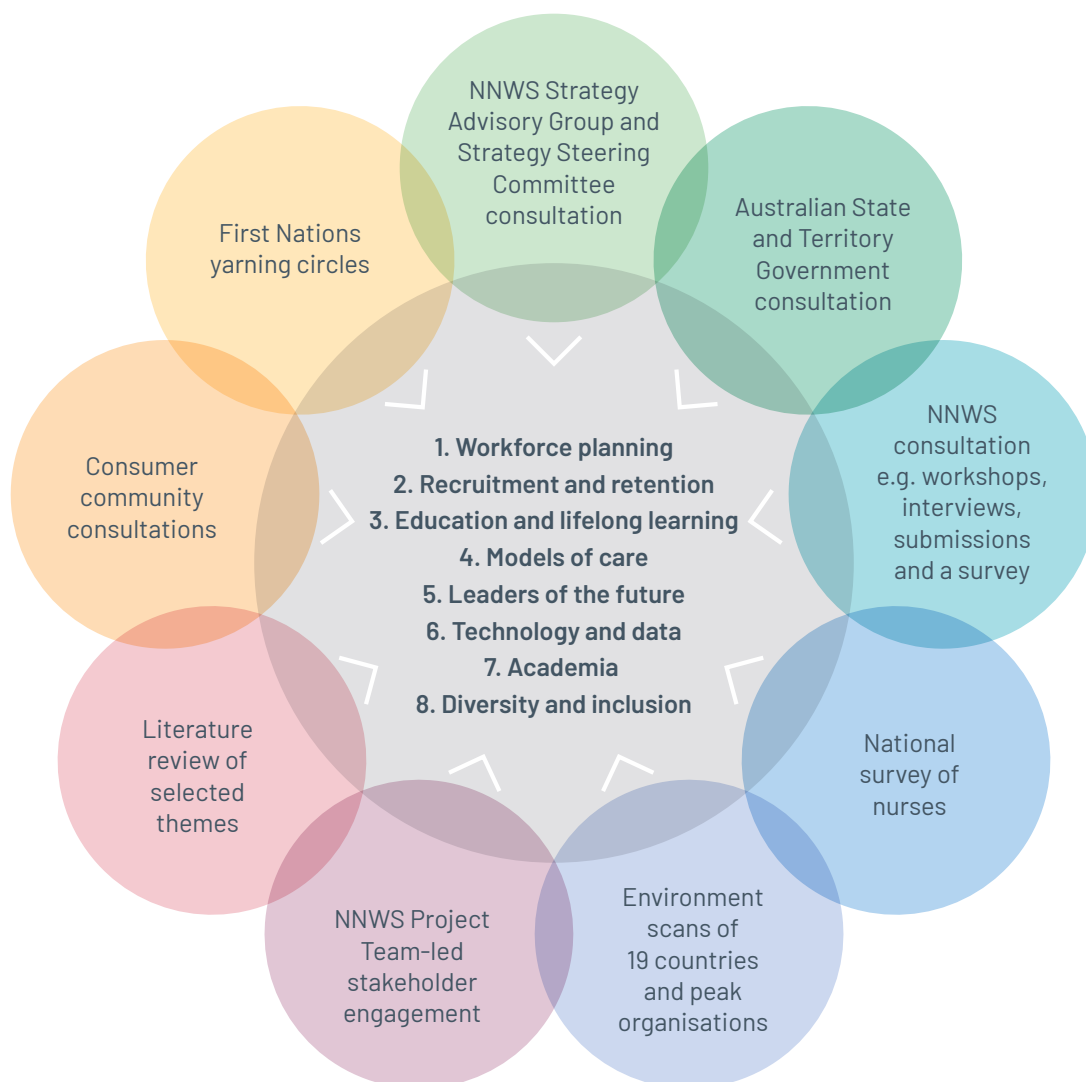 NNWS Strategy
Advisory Group and
Strategy Steering
Committee
consultation
Australian State
and Territory
Government
consultation
NNWS
consultation
e.g. workshops,
interviews,
submissions
and a survey
National
survey of
nurses
Environment
scans of
19 countries
and peak
organisations
NNWS Project
Team-led
stakeholder
engagement
Literature
review of
selected
themes
Consumer
community
consultations
First Nations
yarning circles
1. Workforce planning
2. Recruitment and retention
3. Education and lifelong learning
4. Models of care
5. Leaders of the future
6. Technology and data
7. Academia
8. Diversity and inclusion